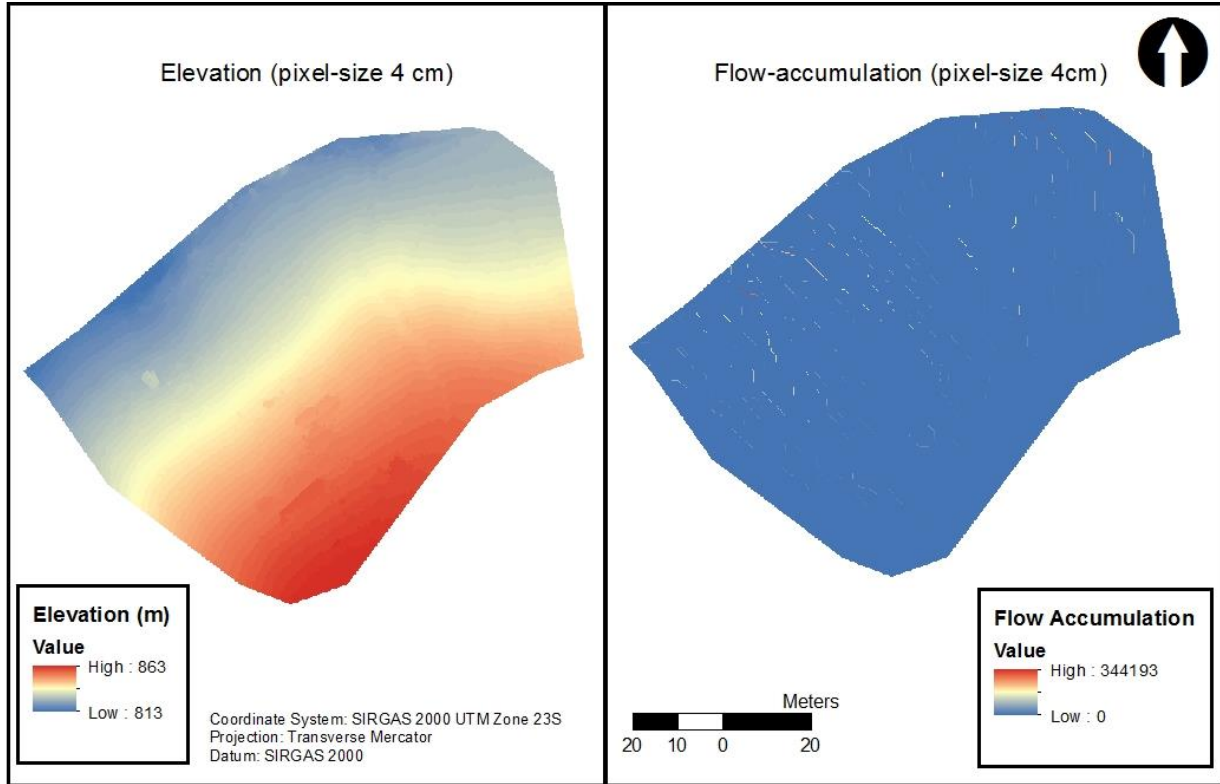 Elevation (pixel-size 4 cm)
Elevation (m)
Value
High : 863
Low : 813
Coordinate System: SIRGAS 2000 UTM Zone 23S
Projection: Transverse Mercator
Datum: SIRGAS 2000
Flow-accumulation (pixel-size 4cm)
Meters
20 10 0 20
Flow Accumulation
Value
High : 344193
Low : 0